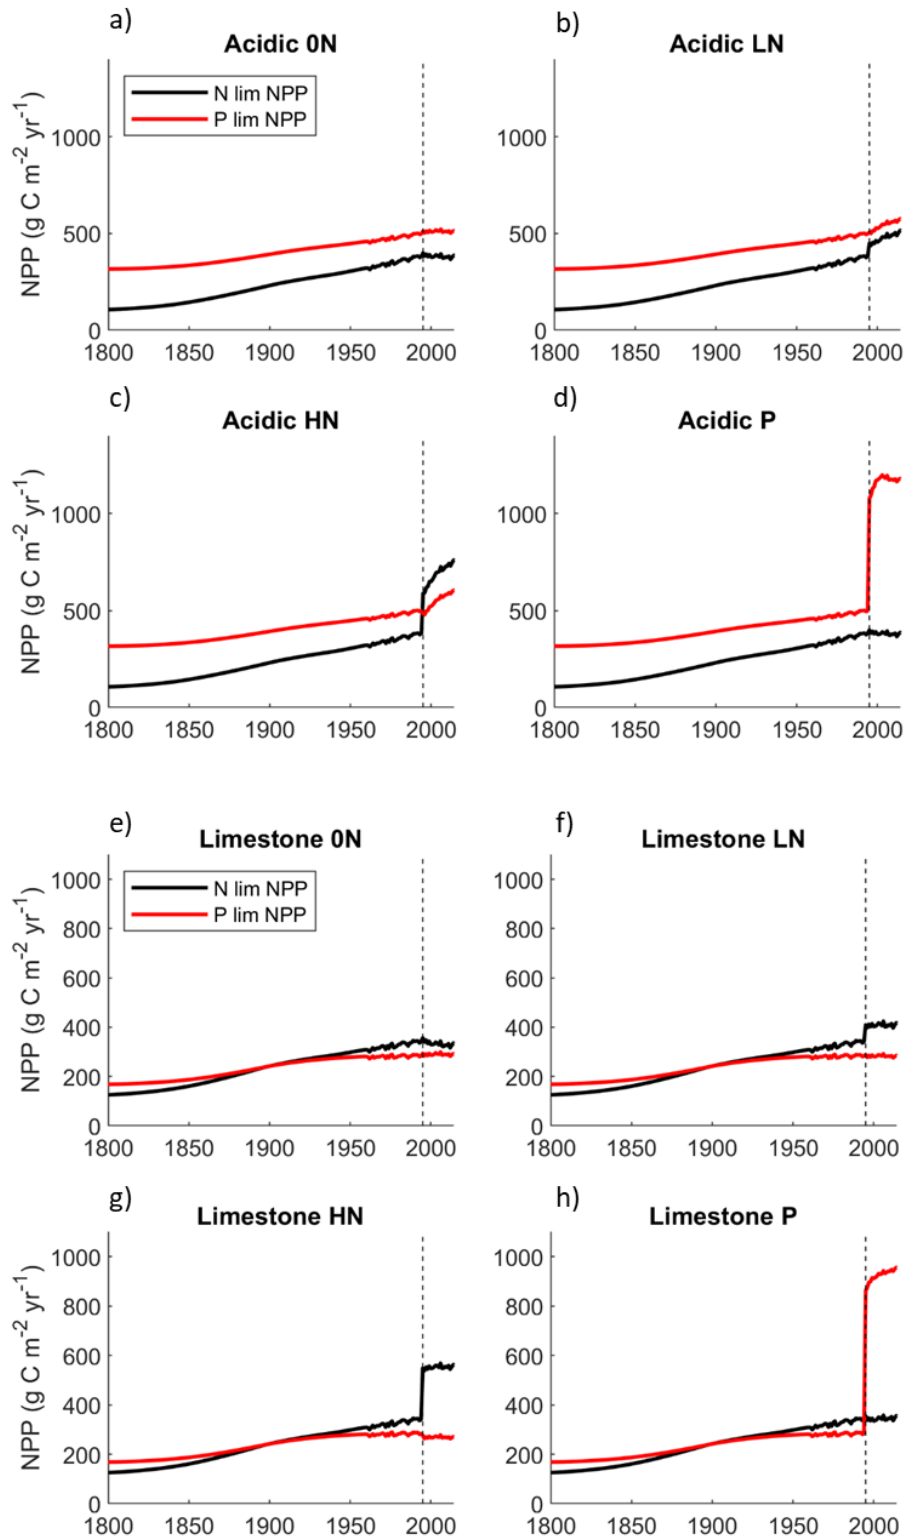 a)
b)
Acidic 0N
Acidic LN
N lim NPP
P lim NPP
NPP (g C m⁻² yr⁻¹)
1000
500
0
1800 1850 1900 1950 2000
1000
500
0
1800 1850 1900 1950 2000
c)
d)
Acidic HN
Acidic P
NPP (g C m⁻² yr⁻¹)
1000
500
0
1800 1850 1900 1950 2000
1000
500
0
1800 1850 1900 1950 2000
e)
f)
Limestone 0N
Limestone LN
N lim NPP
P lim NPP
NPP (g C m⁻² yr⁻¹)
1000
800
600
400
200
0
1800 1850 1900 1950 2000
1000
800
600
400
200
0
1800 1850 1900 1950 2000
g)
h)
Limestone HN
Limestone P
NPP (g C m⁻² yr⁻¹)
1000
800
600
400
200
0
1800 1850 1900 1950 2000
1000
800
600
400
200
0
1800 1850 1900 1950 2000